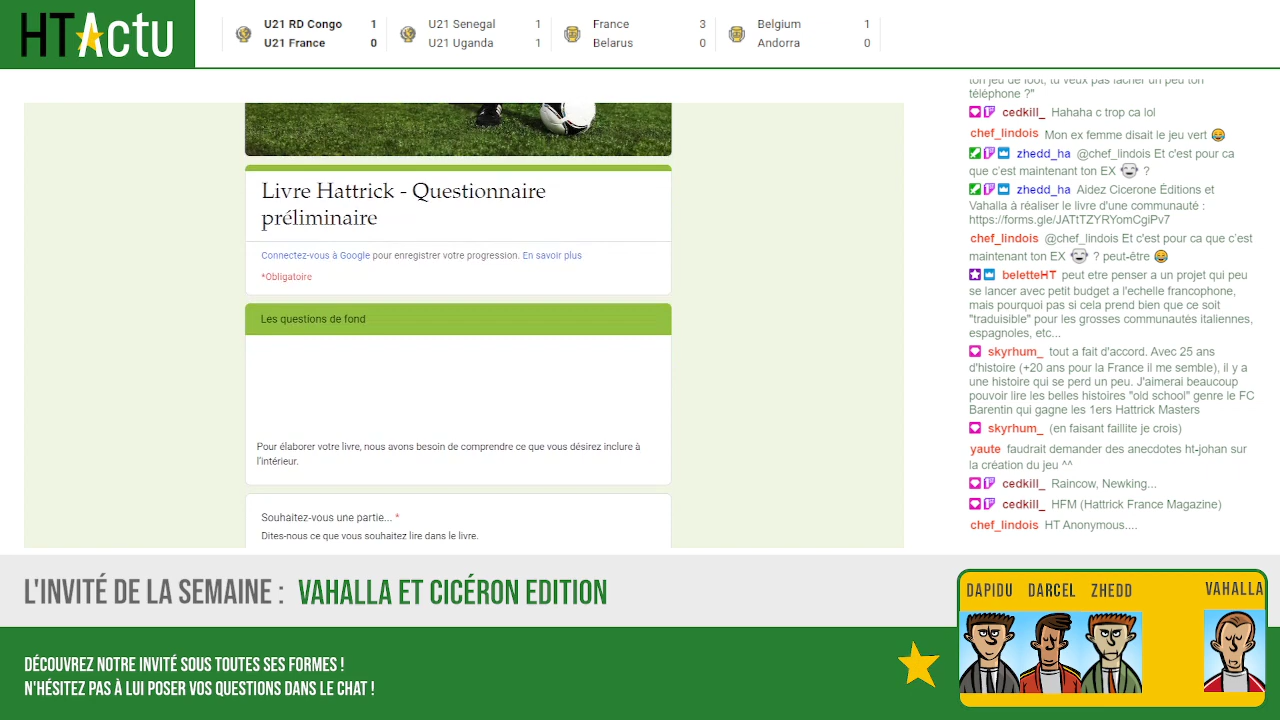 HTActu
U21 RD Congo 1
U21 France 0
U21 Senegal 1
U21 Uganda 1
France 3
Belarus 0
Belgium 1
Andorra 0
Livre Hattrick - Questionnaire
préliminaire
Connectez-vous à Google pour enregistrer votre progression. En savoir plus
*Obligatoire
Les questions de fond
Pour élaborer votre livre, nous avons besoin de comprendre ce que vous désirez inclure à
l'intérieur.
Souhaitez-vous une partie... *
Dites-nous ce que vous souhaitez lire dans le livre.
ton jeu de foot, tu veux pas lâcher un peu ton
téléphone ?"
cedkill_ Hahaha c trop ca lol
chef_lindois Mon ex femme disait le jeu vert 😂
zhedd_ha @chef_lindois Et c'est pour ca
que c'est maintenant ton EX ?
zhedd_ha Aidez Cicerone Éditions et
Vahalla à réaliser le livre d'une communauté :
https://forms.gle/JATtTZYRYomCgiPv7
chef_lindois @chef_lindois Et c'est pour ca que c'est
maintenant ton EX ? peut-être 😂
beletteHT peut etre penser a un projet qui peu
se lancer avec petit budget a l'echelle francophone,
mais pourquoi pas si cela prend bien que ce soit
"traduisible" pour les grosses communautés italiennes,
espagnoles, etc...
skyrhum_ tout a fait d'accord. Avec 25 ans
d'histoire (+20 ans pour la France il me semble), il y a
une histoire qui se perd un peu. J'aimerai beaucoup
pouvoir lire les belles histoires "old school" genre le FC
Barentin qui gagne les 1ers Hattrick Masters
skyrhum_ (en faisant faillite je crois)
yaute faudrait demander des anecdotes ht-johan sur
la création du jeu ^^
cedkill_ Raincow, Newking...
cedkill_ HFM (Hattrick France Magazine)
chef_lindois HT Anonymous....
L'INVITÉ DE LA SEMAINE : VAHALLA ET CICÉRON EDITION
DAPIDU DARCEL ZHEDD VAHALLA
DÉCOUVREZ NOTRE INVITÉ SOUS TOUTES SES FORMES !
N'HÉSITEZ PAS À LUI POSER VOS QUESTIONS DANS LE CHAT !